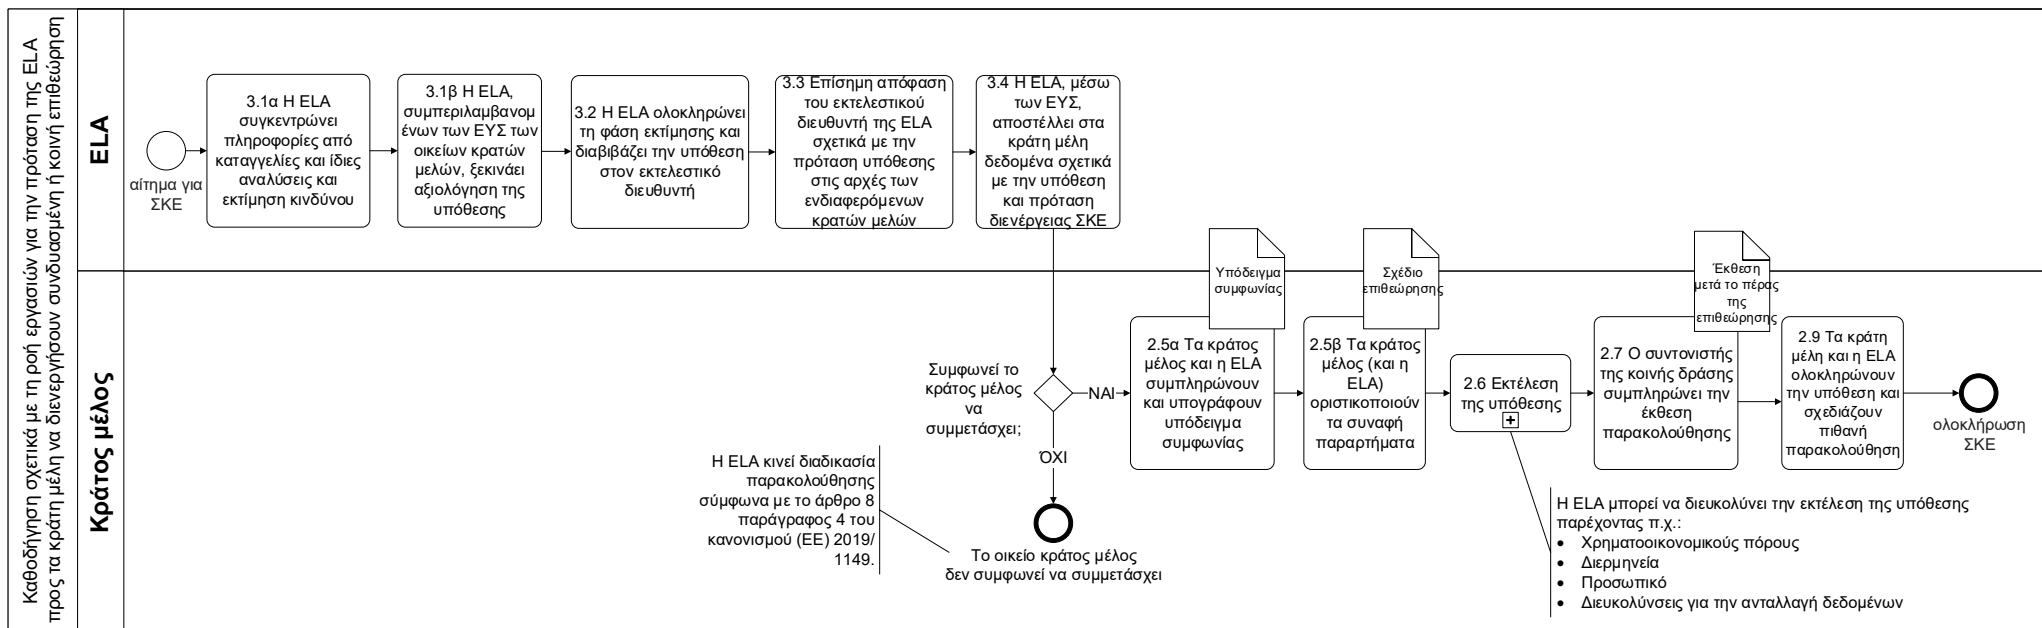 Καθοδήγηση σχετικά με τη ροή εργασιών για την πρόταση της ELA
προς τα κράτη μέλη να διενεργήσουν συνδυασμένη ή κοινή επιθεώρηση
ELA
αίτημα για
ΣΚΕ
3.1α Η ELA
συγκεντρώνει
πληροφορίες από
καταγγελίες και ίδιες
αναλύσεις και
εκτίμηση κινδύνου
3.1β Η ELA,
συμπεριλαμβανομ
ένων των ΕΥΣ των
οικείων κρατών
μελών, ξεκινάει
αξιολόγηση της
υπόθεσης
3.2 Η ELA ολοκληρώνει
τη φάση εκτίμησης και
διαβιβάζει την υπόθεση
στον εκτελεστικό
διευθυντή
3.3 Επίσημη απόφαση
του εκτελεστικού
διευθυντή της ELA
σχετικά με την
πρόταση υπόθεσης
στις αρχές των
ενδιαφερόμενων
κρατών μελών
3.4 Η ELA, μέσω
των ΕΥΣ,
αποστέλλει στα
κράτη μέλη
δεδομένα σχετικά
με την υπόθεση
και πρόταση
διενέργειας ΣΚΕ
Κράτος μέλος
Συμφωνεί το
κράτος μέλος
να
συμμετάσχει;
ΝΑΙ
ΌΧΙ
Η ELA κινεί διαδικασία
παρακολούθησης
σύμφωνα με το άρθρο 8
παράγραφος 4 του
κανονισμού (ΕΕ) 2019/
1149.
Το οικείο κράτος μέλος
δεν συμφωνεί να συμμετάσχει
Υπόδειγμα
συμφωνίας
2.5α Τα κράτος
μέλος και η ELA
συμπληρώνουν
και υπογράφουν
υπόδειγμα
συμφωνίας
Σχέδιο
επιθεώρησης
2.5β Τα κράτος
μέλος (και η
ELA)
οριστικοποιούν
τα συναφή
παραρτήματα
2.6 Εκτέλεση
της υπόθεσης
Έκθεση
μετά το πέρας
της
επιθεώρησης
2.7 Ο συντονιστής
της κοινής δράσης
συμπληρώνει την
έκθεση
παρακολούθησης
2.9 Τα κράτη
μέλη και η ELA
ολοκληρώνουν
την υπόθεση και
σχεδιάζουν
πιθανή
παρακολούθηση
ολοκλήρωση
ΣΚΕ
Η ELA μπορεί να διευκολύνει την εκτέλεση της υπόθεσης
παρέχοντας π.χ.:
• Χρηματοοικονομικούς πόρους
• Διερμηνεία
• Προσωπικό
• Διευκολύνσεις για την ανταλλαγή δεδομένων